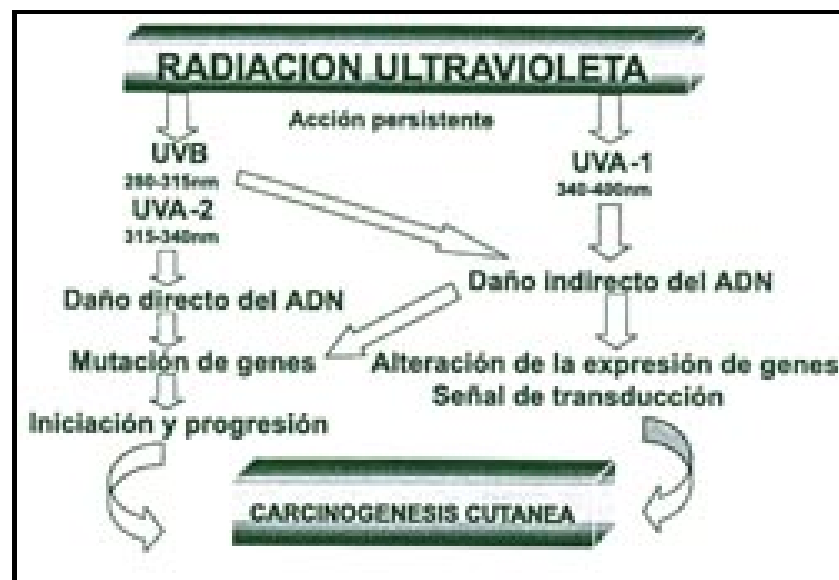 RADIACION ULTRAVIOLETA
Acción persistente
UVB
280-315nm
UVA-2
315-340nm
UVA-1
340-400nm
Daño directo del ADN
Daño indirecto del ADN
Mutación de genes
Alteración de la expresión de genes
Señal de transducción
Iniciación y progresión
CARCINOGENESIS CUTANEA